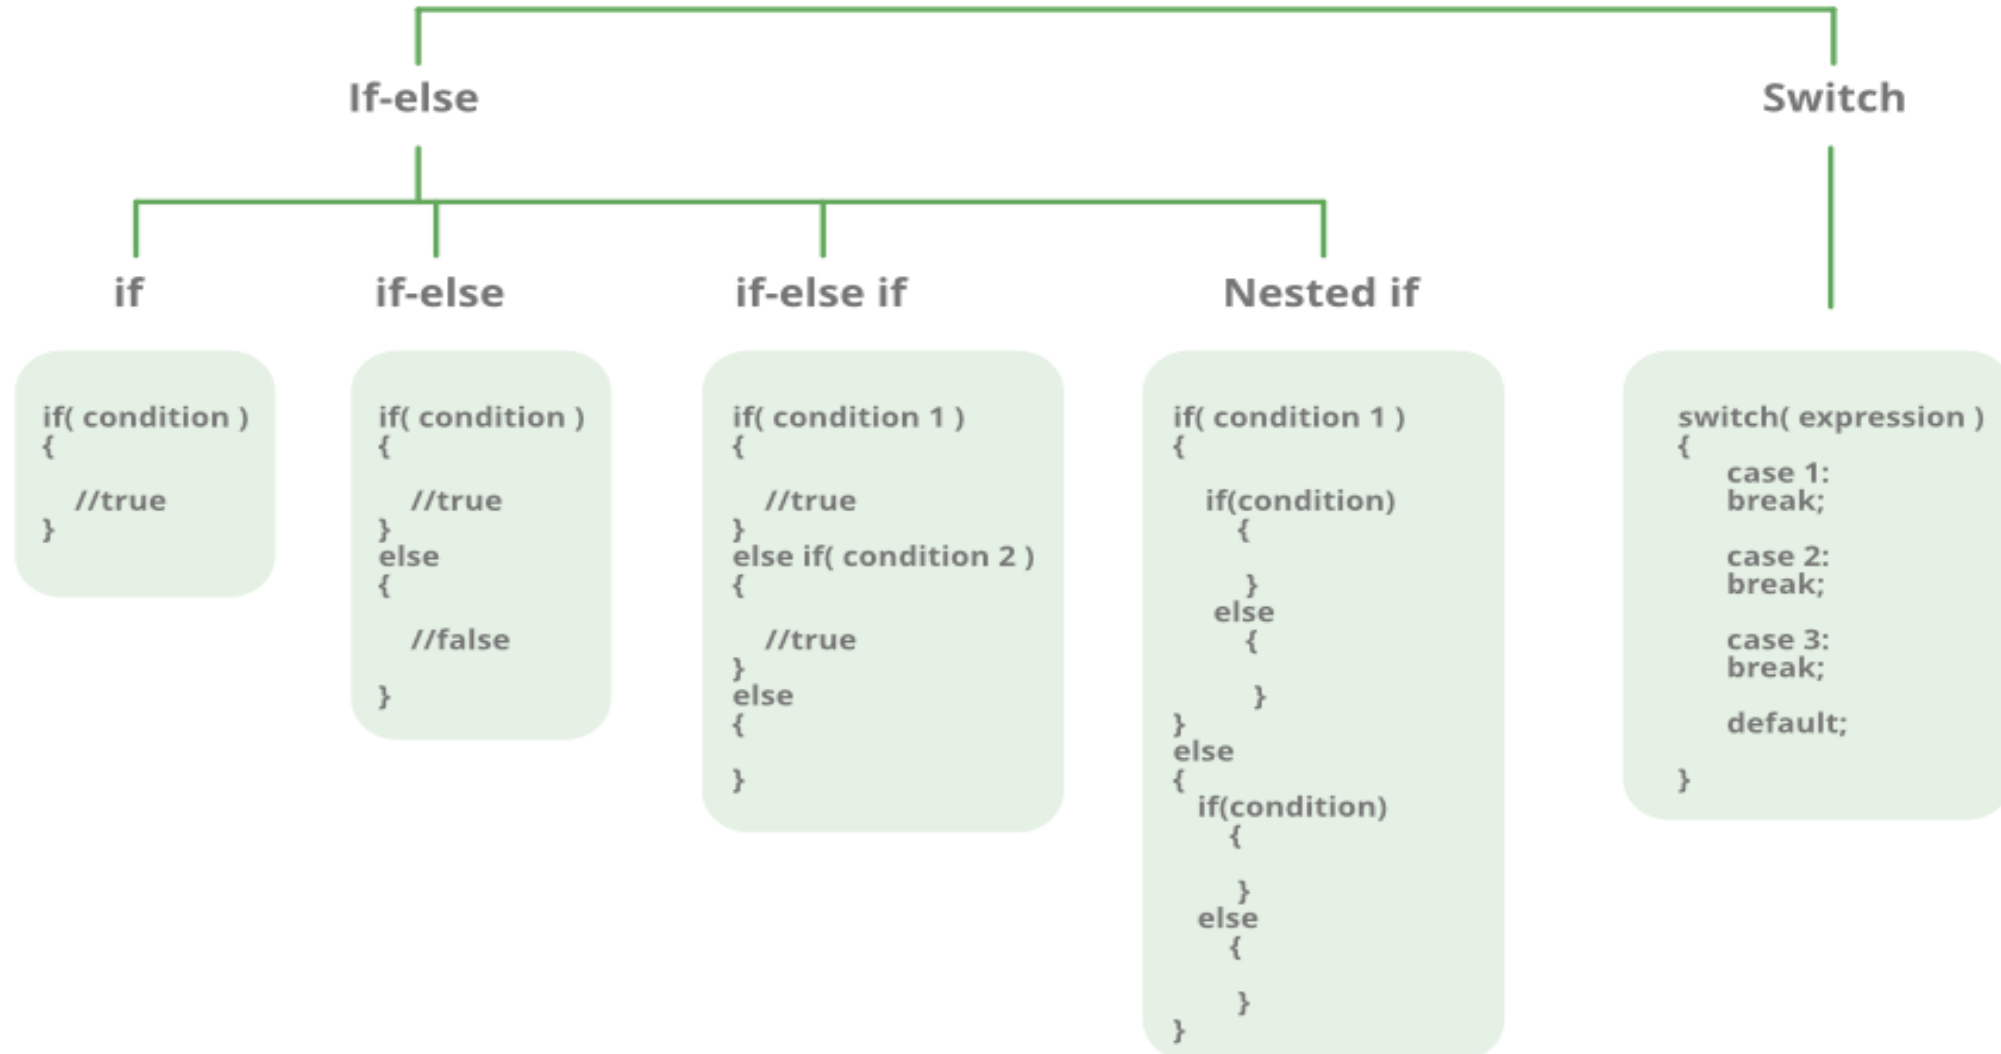 If-else
Switch
if
if-else
if-else if
Nested if
if( condition )
{
//true
}
if( condition )
{
//true
}
else
{
//false
}
if( condition 1 )
{
//true
}
else if( condition 2 )
{
//true
}
else
{
}
if( condition 1 )
{
if(condition)
{
}
else
{
}
}
else
{
if(condition)
{
}
else
{
}
}
switch( expression )
{
case 1:
break;
case 2:
break;
case 3:
break;
default;
}